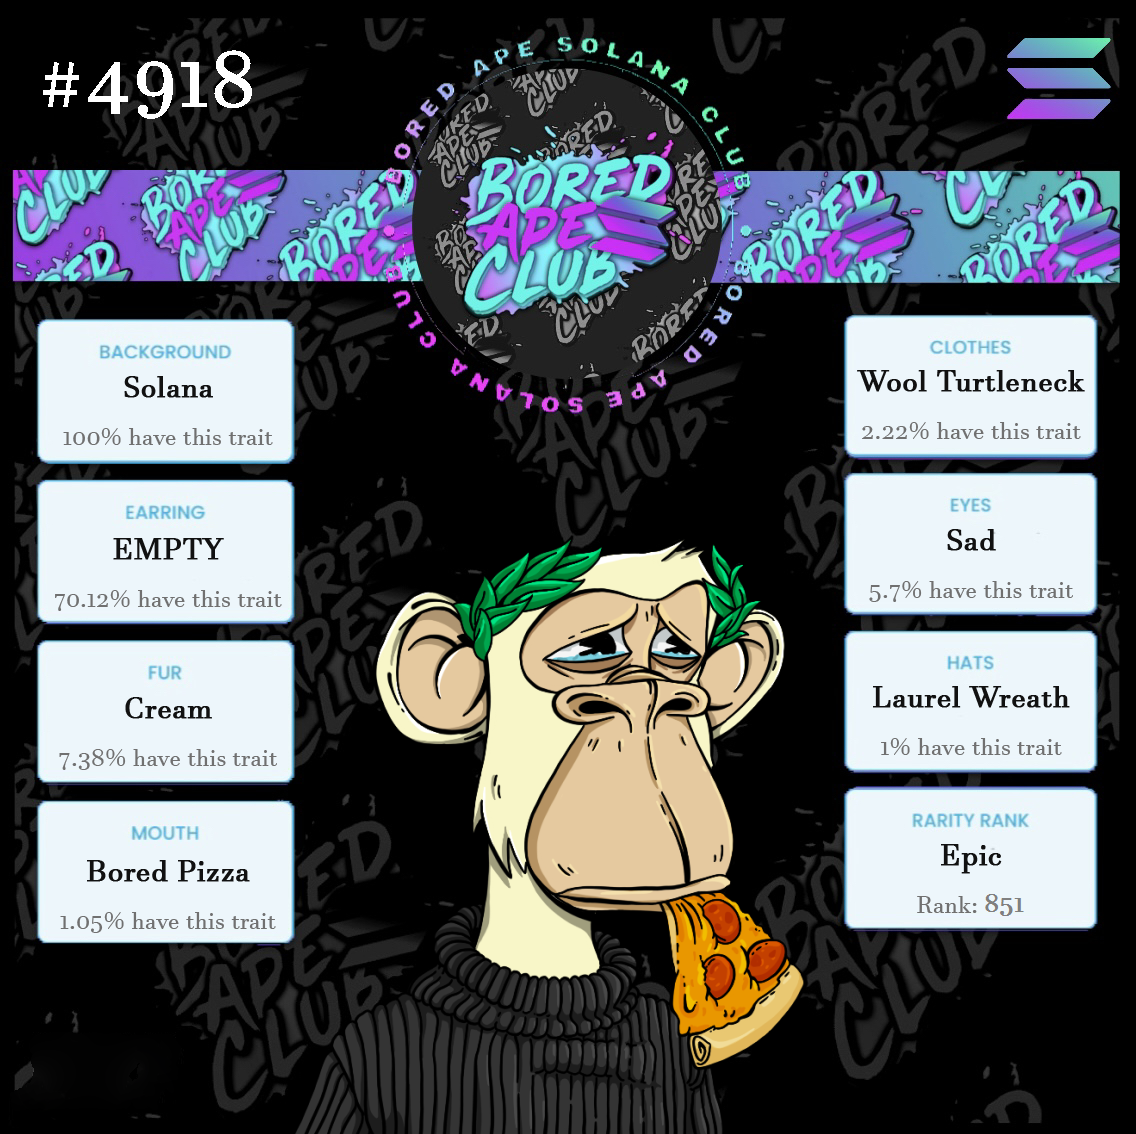 #4918
BORED APE SOLANA CLUB
BORED APE SOLANA CLUB
BORED
APE
CLUB
BACKGROUND
Solana
100% have this trait
EARRING
EMPTY
70.12% have this trait
FUR
Cream
7.38% have this trait
MOUTH
Bored Pizza
1.05% have this trait
CLOTHES
Wool Turtleneck
2.22% have this trait
EYES
Sad
5.7% have this trait
HATS
Laurel Wreath
1% have this trait
RARITY RANK
Epic
Rank: 851